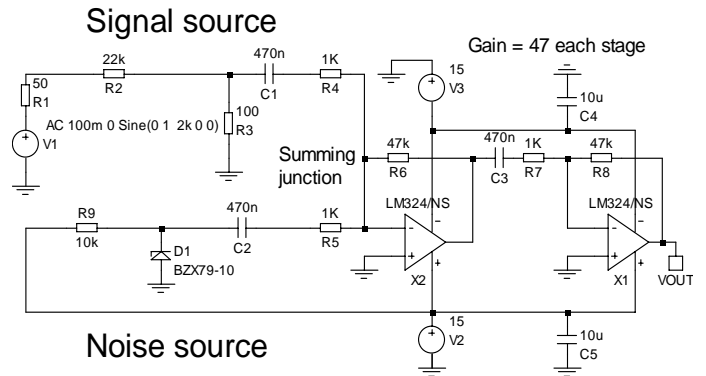 Signal source
Gain = 47 each stage
22k
R2
470n
C1
1K
R4
15
V3
50
R1
100
R3
10u
C4
AC 100m 0 Sine(0 1 2k 0 0)
V1
Summing
junction
47k
R6
470n
C3
1K
R7
47k
R8
LM324/NS
LM324/NS
R9
10k
470n
C2
1K
R5
D1
BZX79-10
-
+
-
+
X2
-
+
-
+
X1
VOUT
15
V2
10u
C5
Noise source